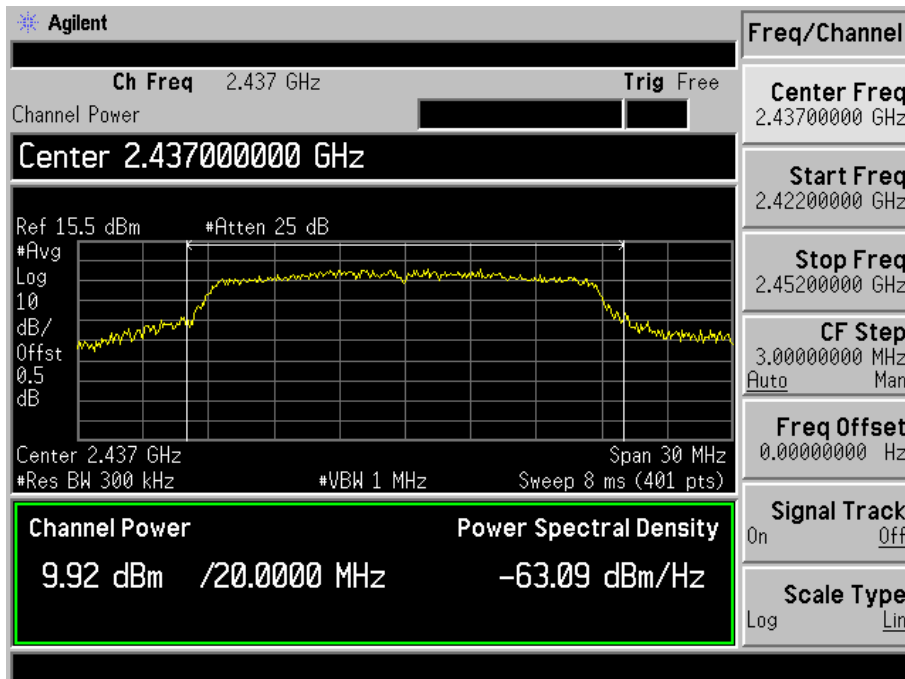 Agilent
Freq/Channel
Ch Freq 2.437 GHz Trig Free
Channel Power
Center 2.437000000 GHz
Ref 15.5 dBm #Atten 25 dB
#Avg
Log
10
dB/
Offst
0.5
dB
Center 2.437 GHz Span 30 MHz
#Res BW 300 kHz #VBW 1 MHz Sweep 8 ms (401 pts)
Channel Power Power Spectral Density
9.92 dBm /20.0000 MHz -63.09 dBm/Hz
Center Freq
2.43700000 GHz
Start Freq
2.42200000 GHz
Stop Freq
2.45200000 GHz
CF Step
3.00000000 MHz
Auto Man
Freq Offset
0.00000000 Hz
Signal Track
On Off
Scale Type
Log Lin